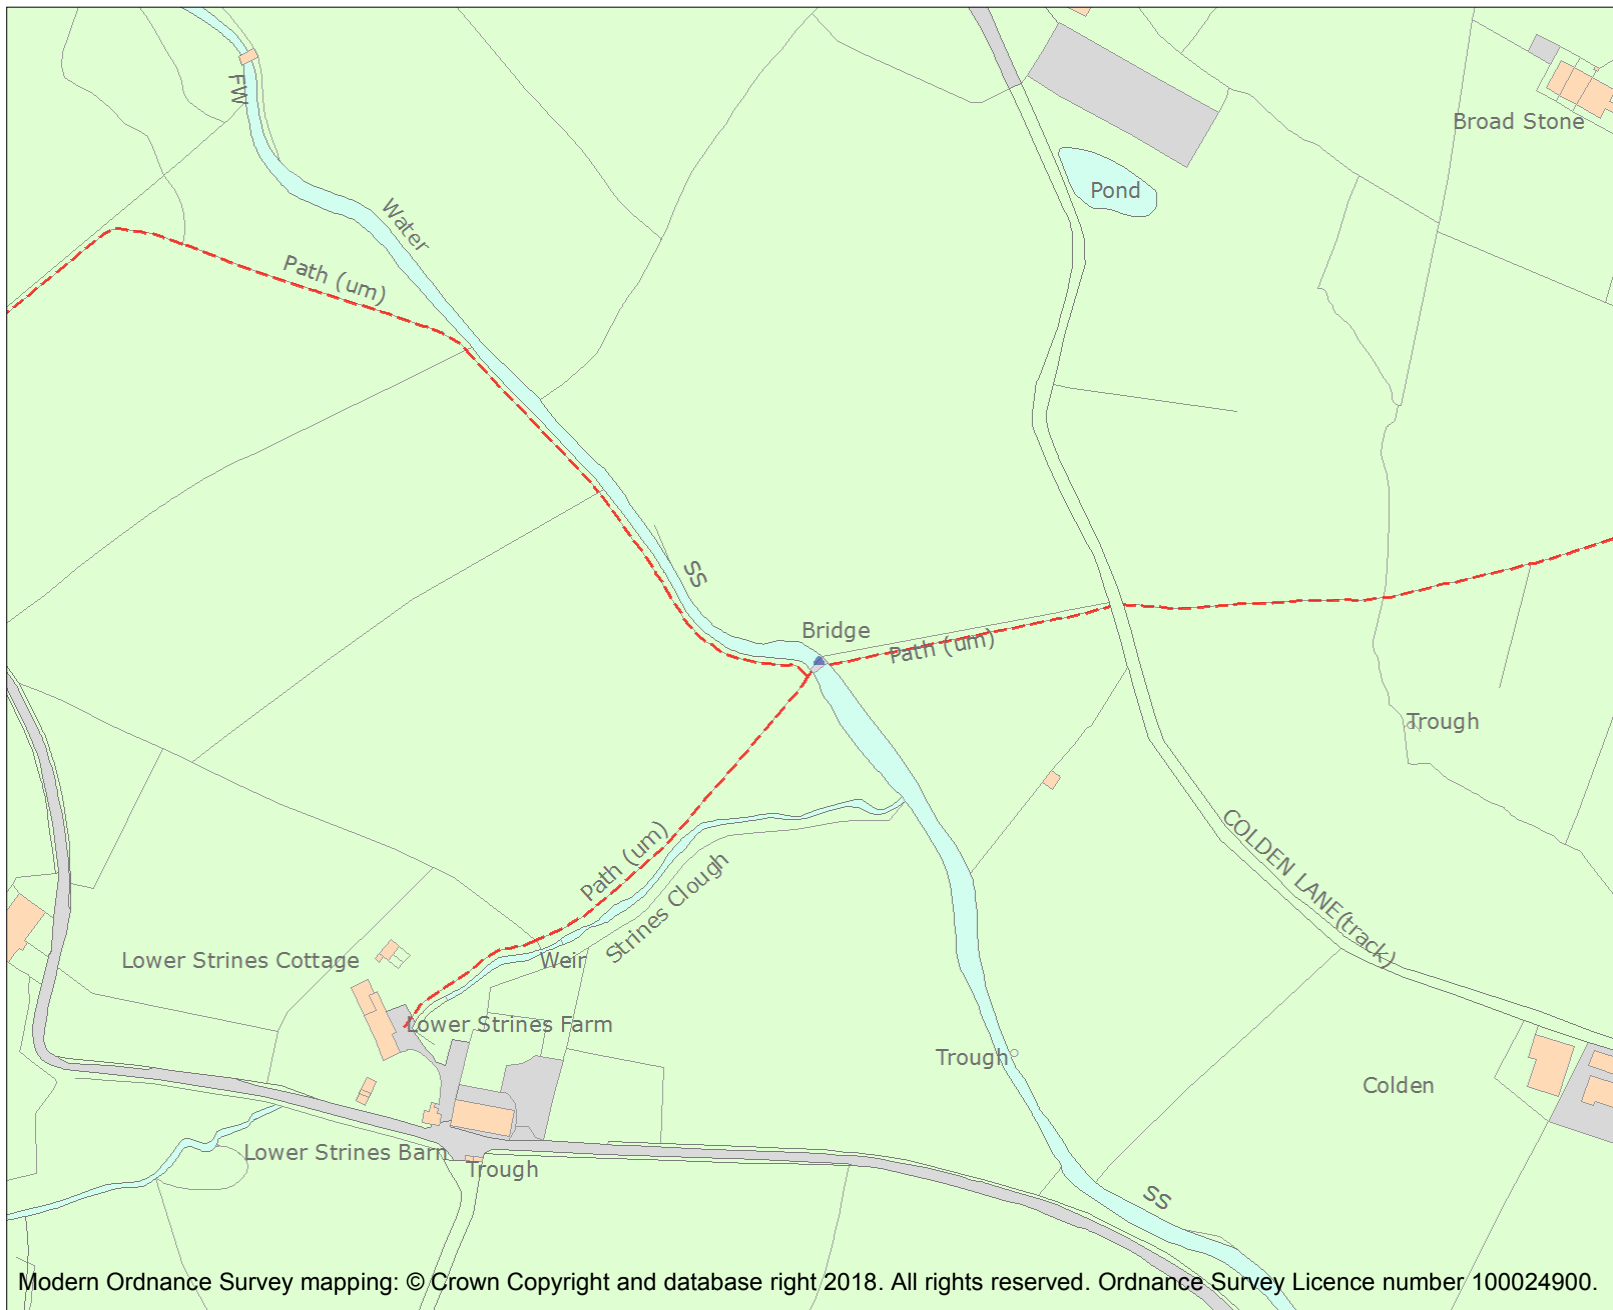 FW
Broad Stone
Pond
Water
Path (um)
SS
Bridge
Path (um)
Trough
COLDEN LANE(track)
Path (um)
Strines Clough
Weir
Lower Strines Cottage
Lower Strines Farm
Trough
Colden
Lower Strines Barn
Trough
SS
Modern Ordnance Survey mapping: © Crown Copyright and database right 2018. All rights reserved. Ordnance Survey Licence number 100024900.